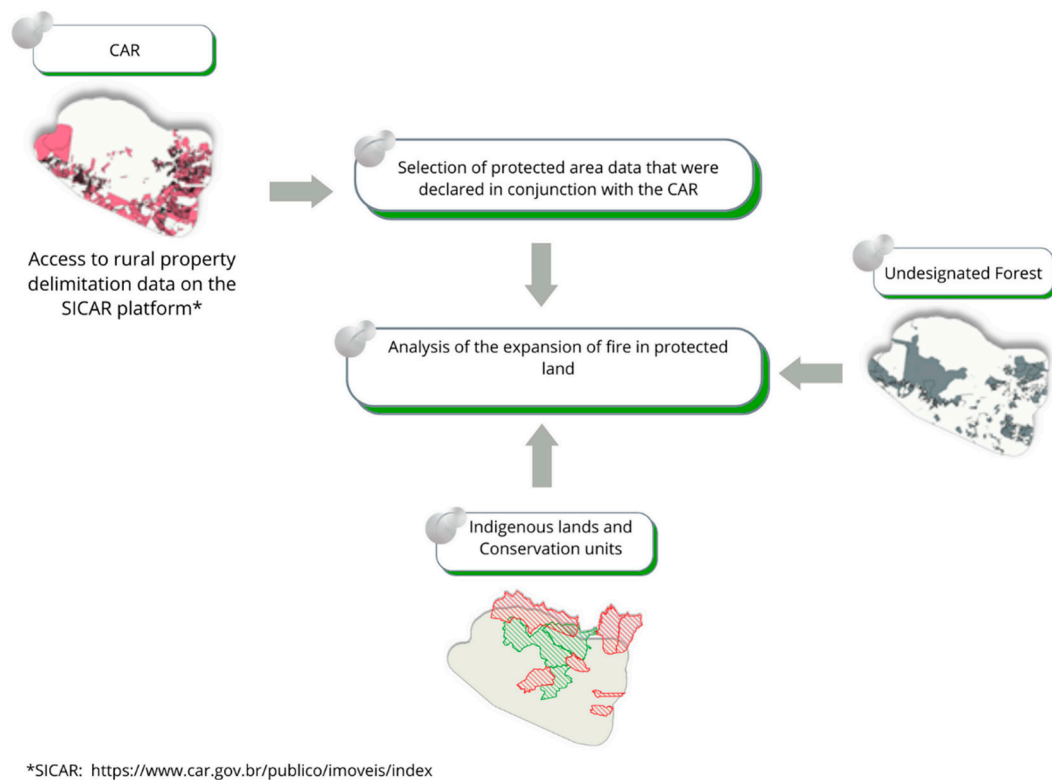 CAR
Access to rural property
delimitation data on the
SICAR platform*
Selection of protected area data that were
declared in conjunction with the CAR
Undesignated Forest
Analysis of the expansion of fire in protected
land
Indigenous lands and
Conservation units
*SICAR: https://www.car.gov.br/publico/imoveis/index